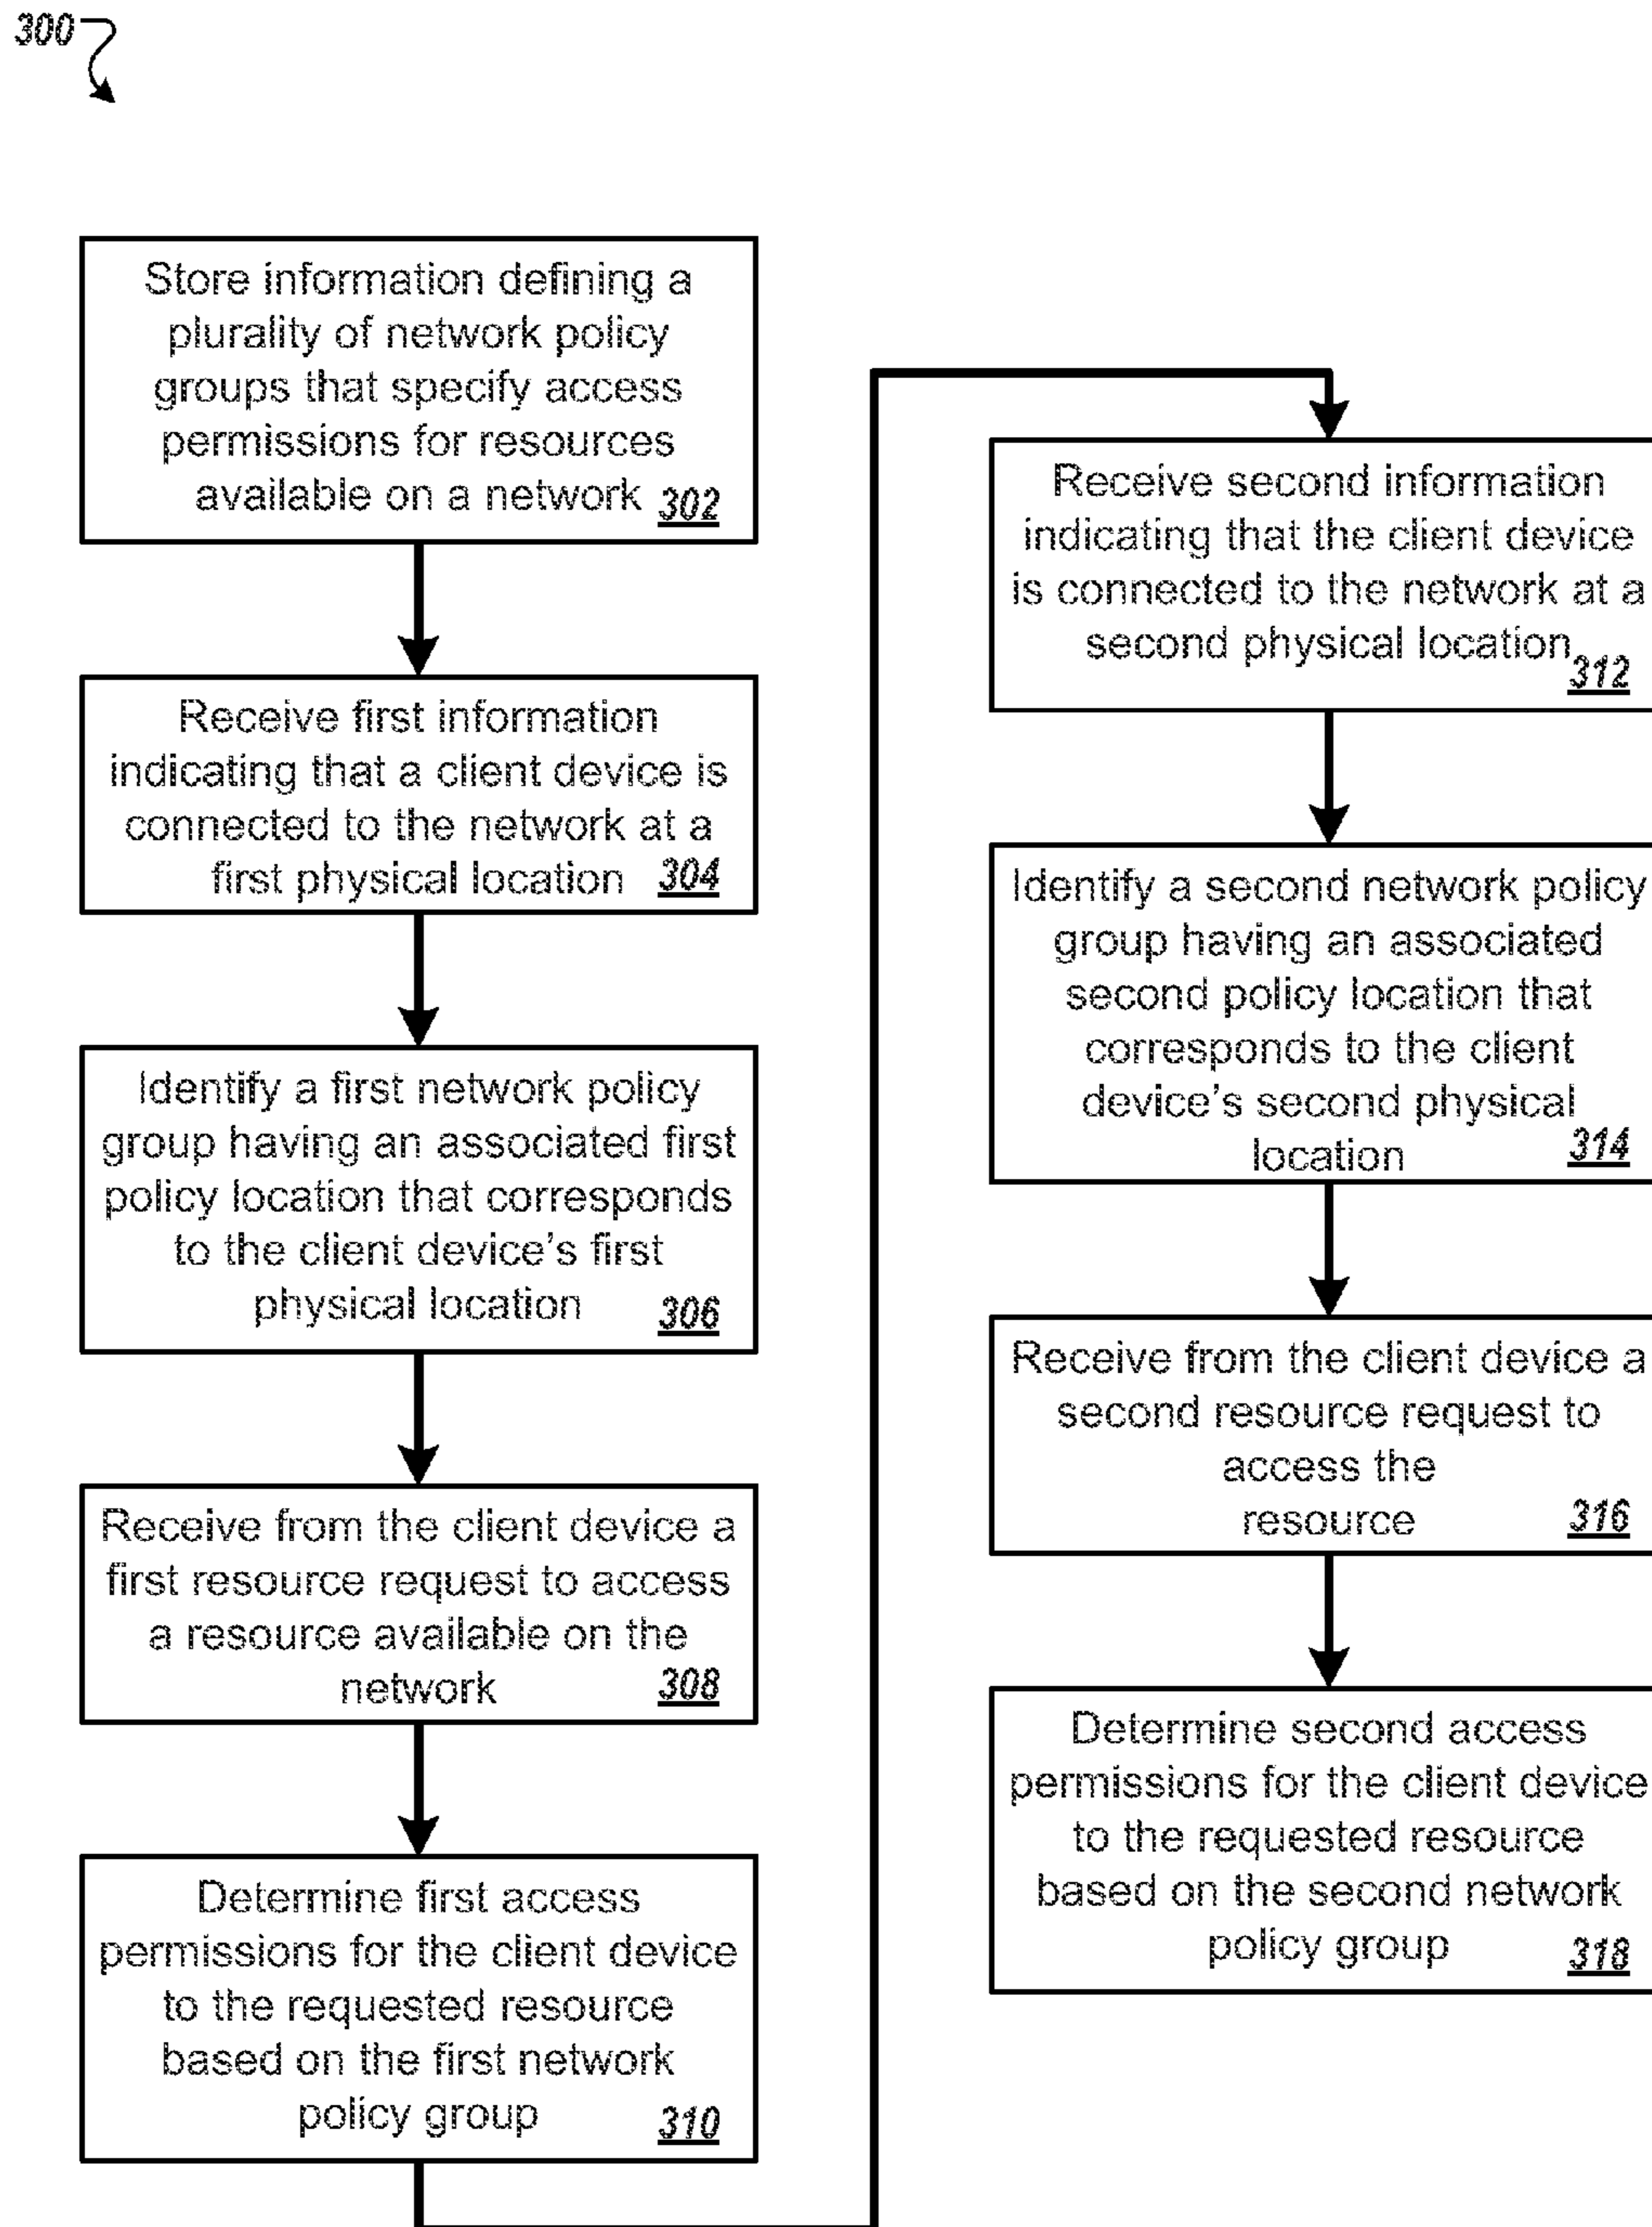 300
Store information defining a
plurality of network policy
groups that specify access
permissions for resources
available on a network 302
Receive first information
indicating that a client device is
connected to the network at a
first physical location 304
Identify a first network policy
group having an associated first
policy location that corresponds
to the client device's first
physical location 306
Receive from the client device a
first resource request to access
a resource available on the
network 308
Determine first access
permissions for the client device
to the requested resource
based on the first network
policy group 310
Receive second information
indicating that the client device
is connected to the network at a
second physical location
312
Identify a second network policy
group having an associated
second policy location that
corresponds to the client
device's second physical
location 314
Receive from the client device a
second resource request to
access the
resource 316
Determine second access
permissions for the client device
to the requested resource
based on the second network
policy group 318